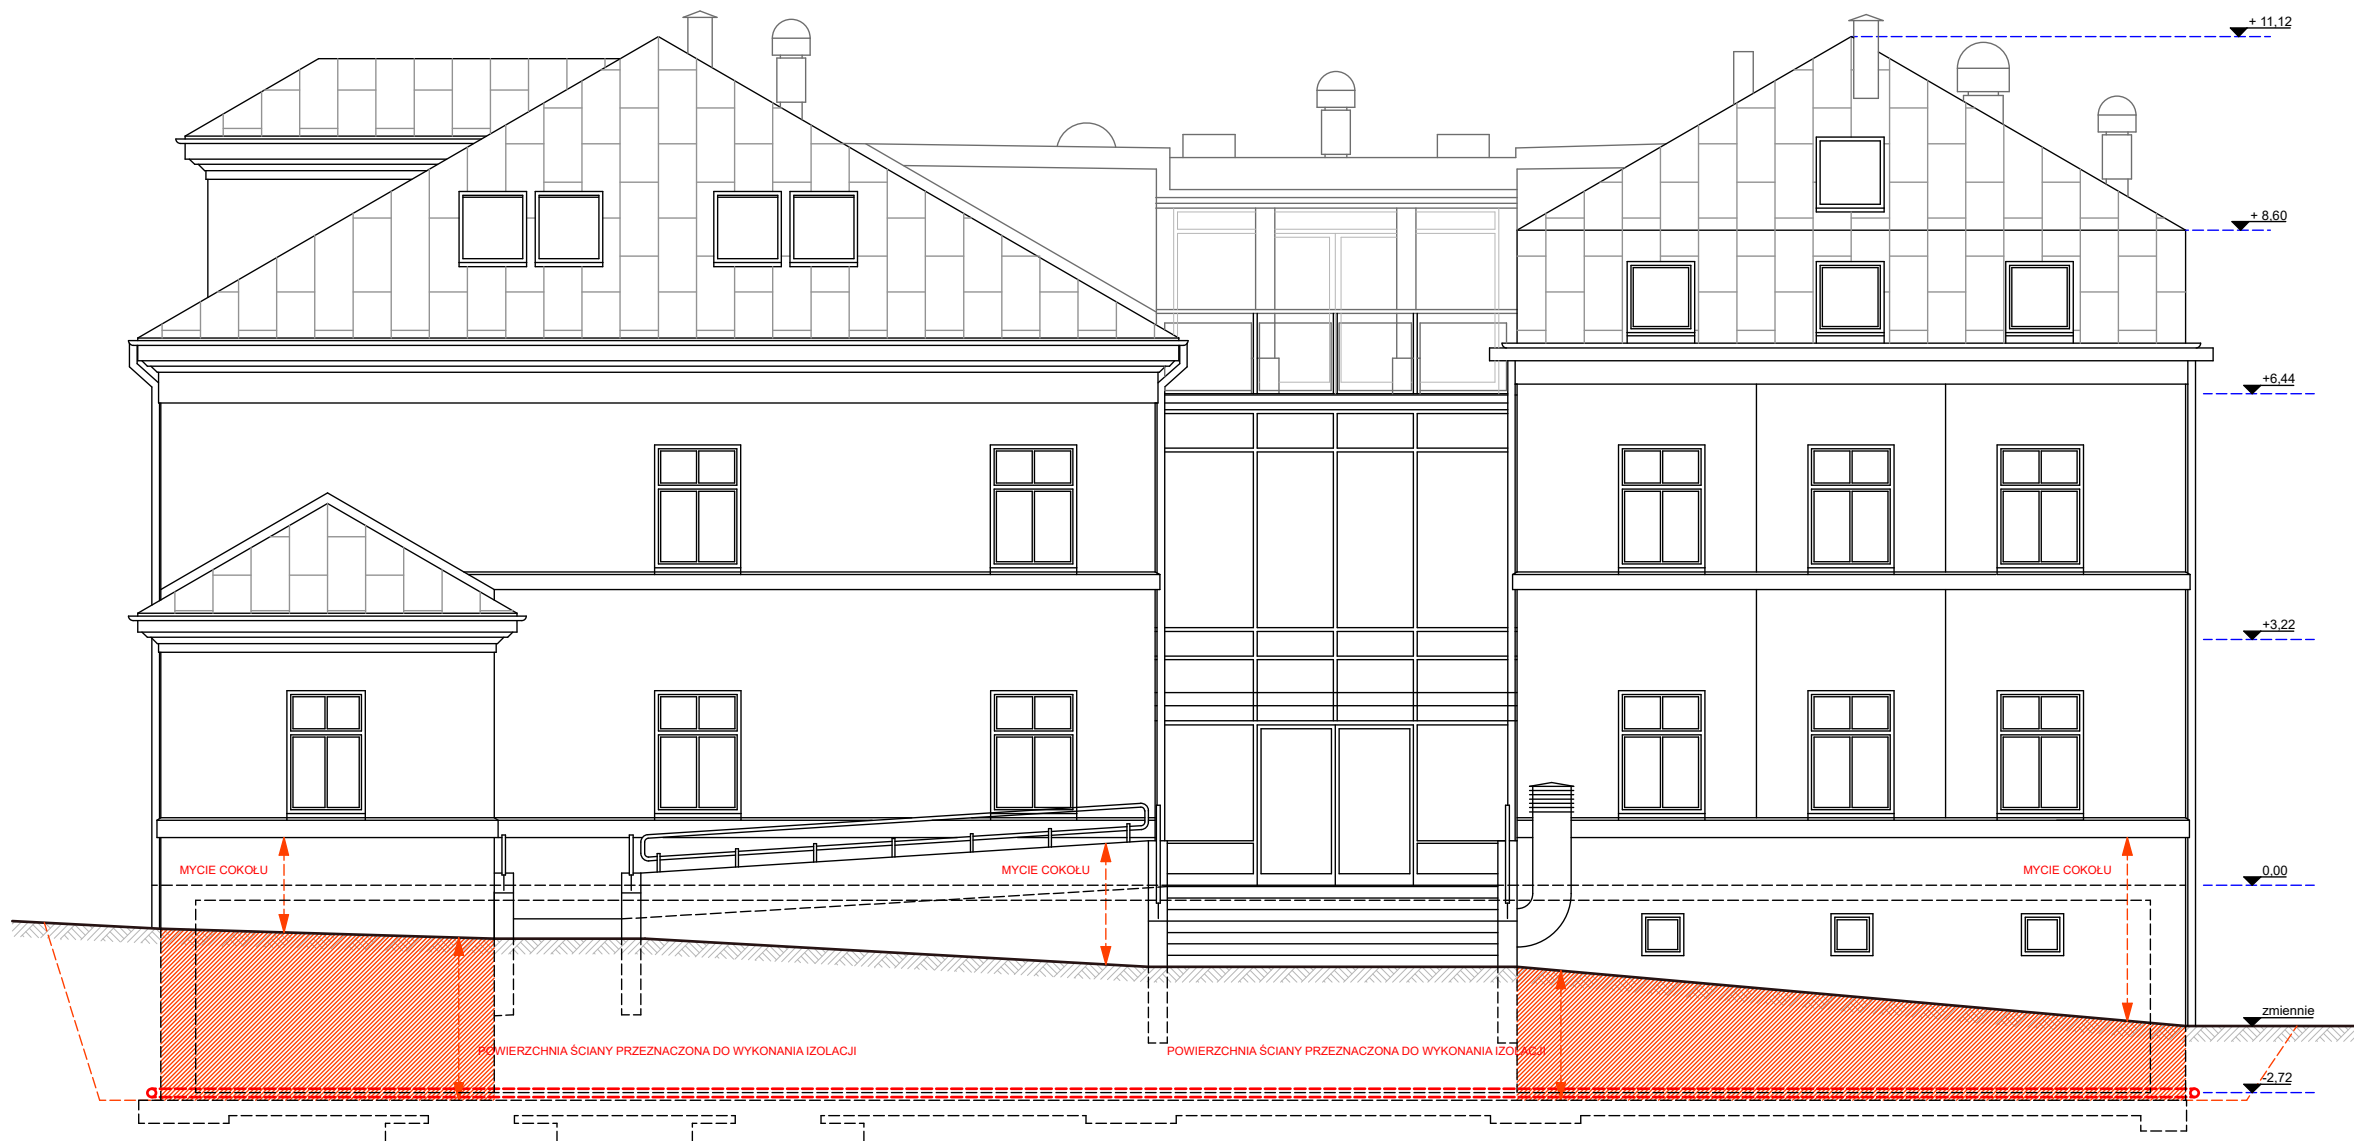 + 11,12
+ 8,60
+6,44
+3,22
MYCIE COKOŁU
MYCIE COKOŁU
MYCIE COKOŁU
0,00
zmiennie
POWIERZCHNIA ŚCIANY PRZEZNACZONA DO WYKONANIA IZOLACJI
POWIERZCHNIA ŚCIANY PRZEZNACZONA DO WYKONANIA IZOLACJI
-2,72